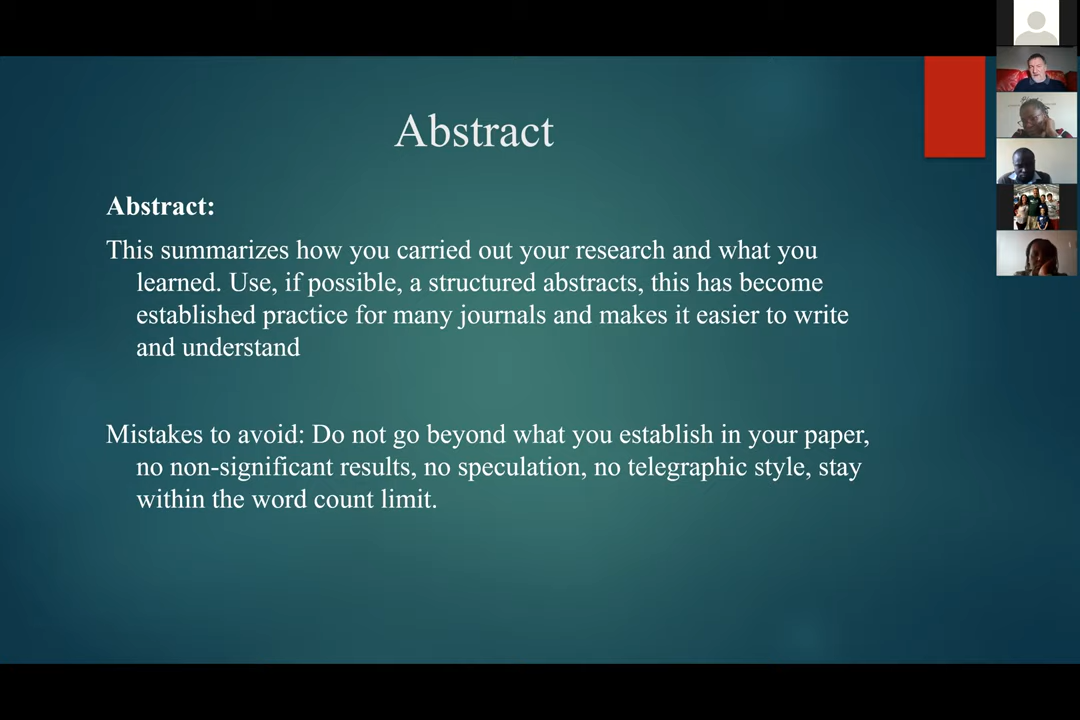 Abstract
Abstract:
This summarizes how you carried out your research and what you
learned. Use, if possible, a structured abstracts, this has become
established practice for many journals and makes it easier to write
and understand
Mistakes to avoid: Do not go beyond what you establish in your paper,
no non-significant results, no speculation, no telegraphic style, stay
within the word count limit.